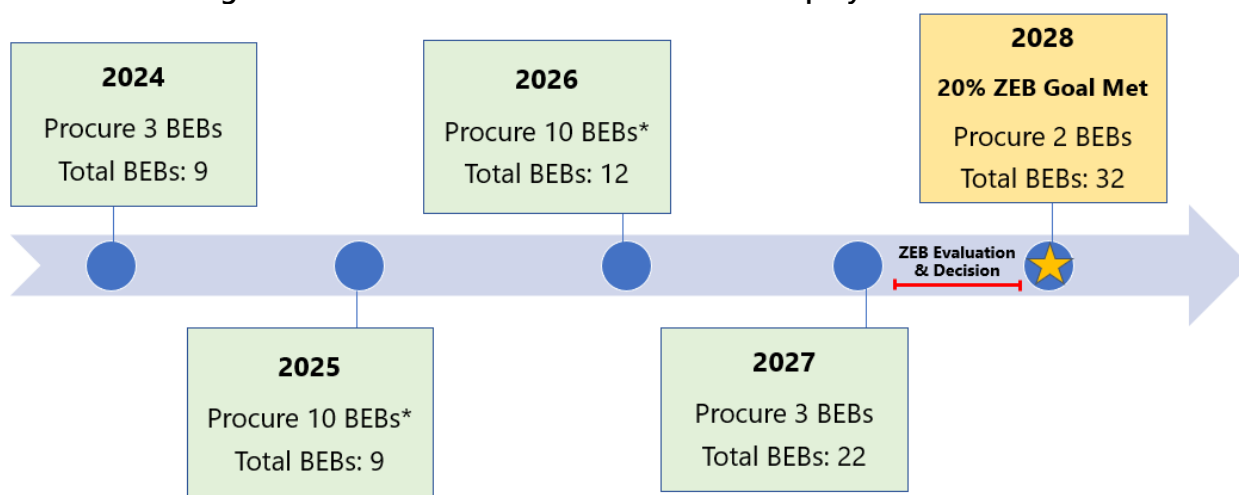 2024
Procure 3 BEBs
Total BEBs: 9
2026
Procure 10 BEBs*
Total BEBs: 12
2028
20% ZEB Goal Met
Procure 2 BEBs
Total BEBs: 32
ZEB Evaluation
& Decision
2025
Procure 10 BEBs*
Total BEBs: 9
2027
Procure 3 BEBs
Total BEBs: 22